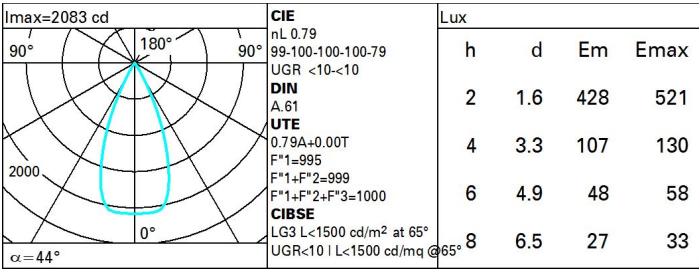 Imax=2083 cd
90°
180°
90°
2000
0°
α=44°
CIE
nL 0.79
99-100-100-100-79
UGR <10-<10
DIN
A.61
UTE
0.79A+0.00T
F"1=995
F"1+F"2=999
F"1+F"2+F"3=1000
CIBSE
LG3 L<1500 cd/m² at 65°
UGR<10 | L<1500 cd/mq @65°
Lux
h d Em Emax
2 1.6 428 521
4 3.3 107 130
6 4.9 48 58
8 6.5 27 33